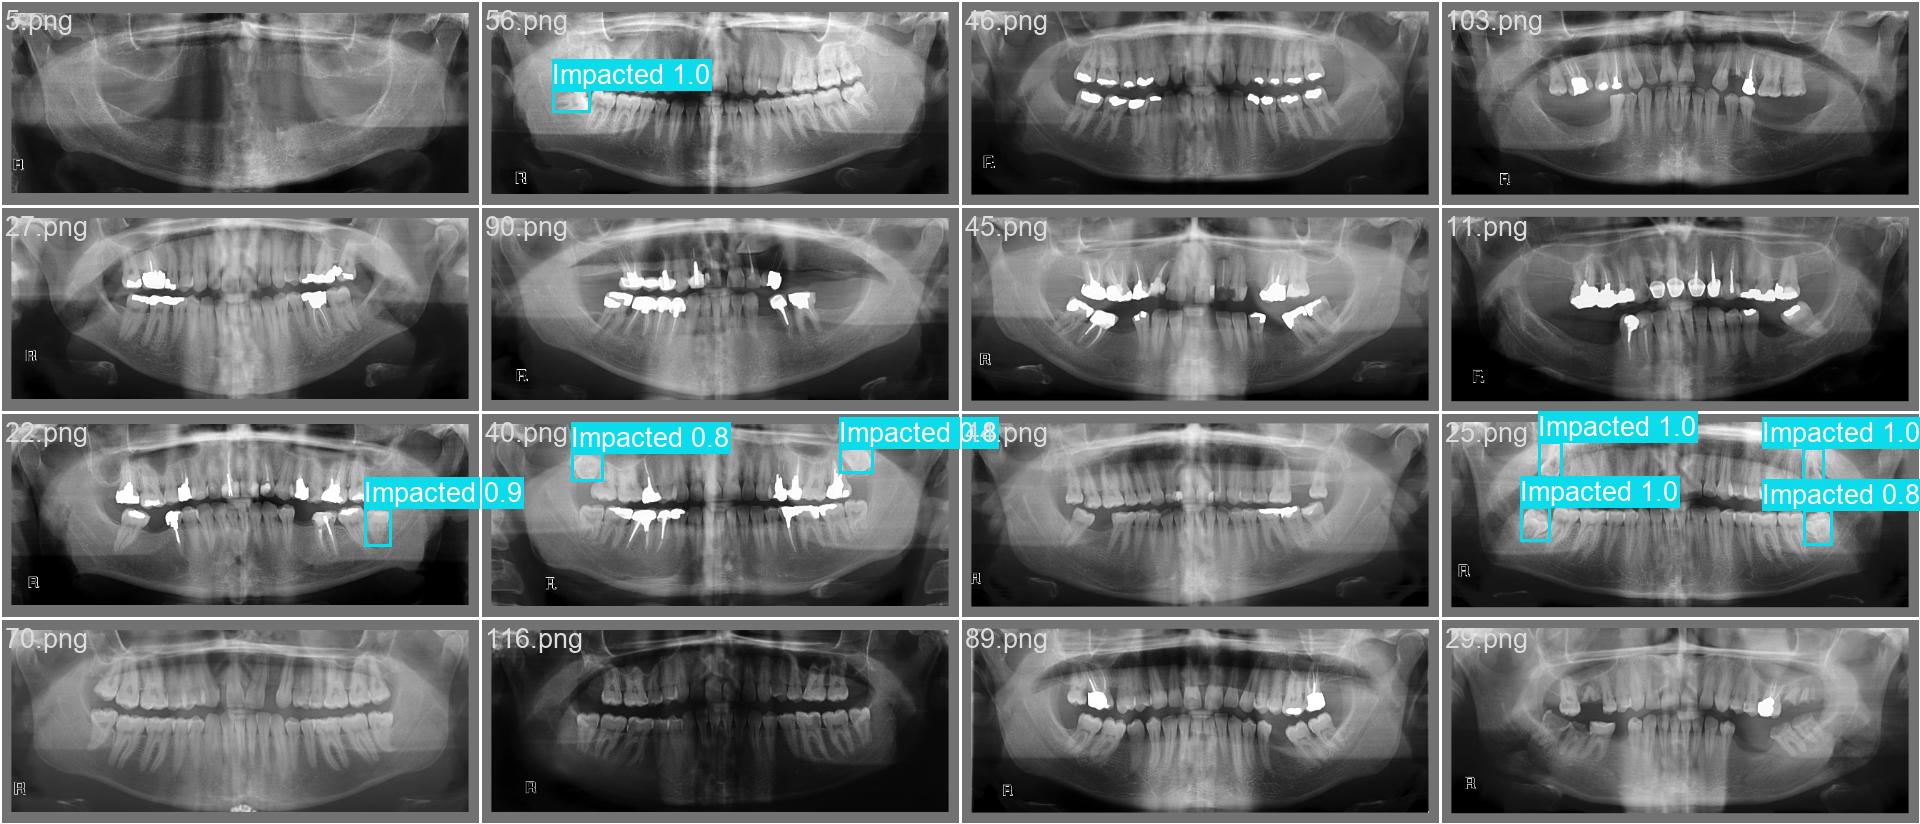 5.png
56.png
46.png
103.png
Impacted 1.0
R
R
R
R
27.png
90.png
45.png
11.png
R
R
R
R
22.png
40.png
25.png
Impacted 0.8
Impacted 0.8
Impacted 1.0
Impacted 1.0
Impacted 0.9
Impacted 1.0
Impacted 0.8
R
R
R
R
70.png
116.png
89.png
29.png
R
R
R
R